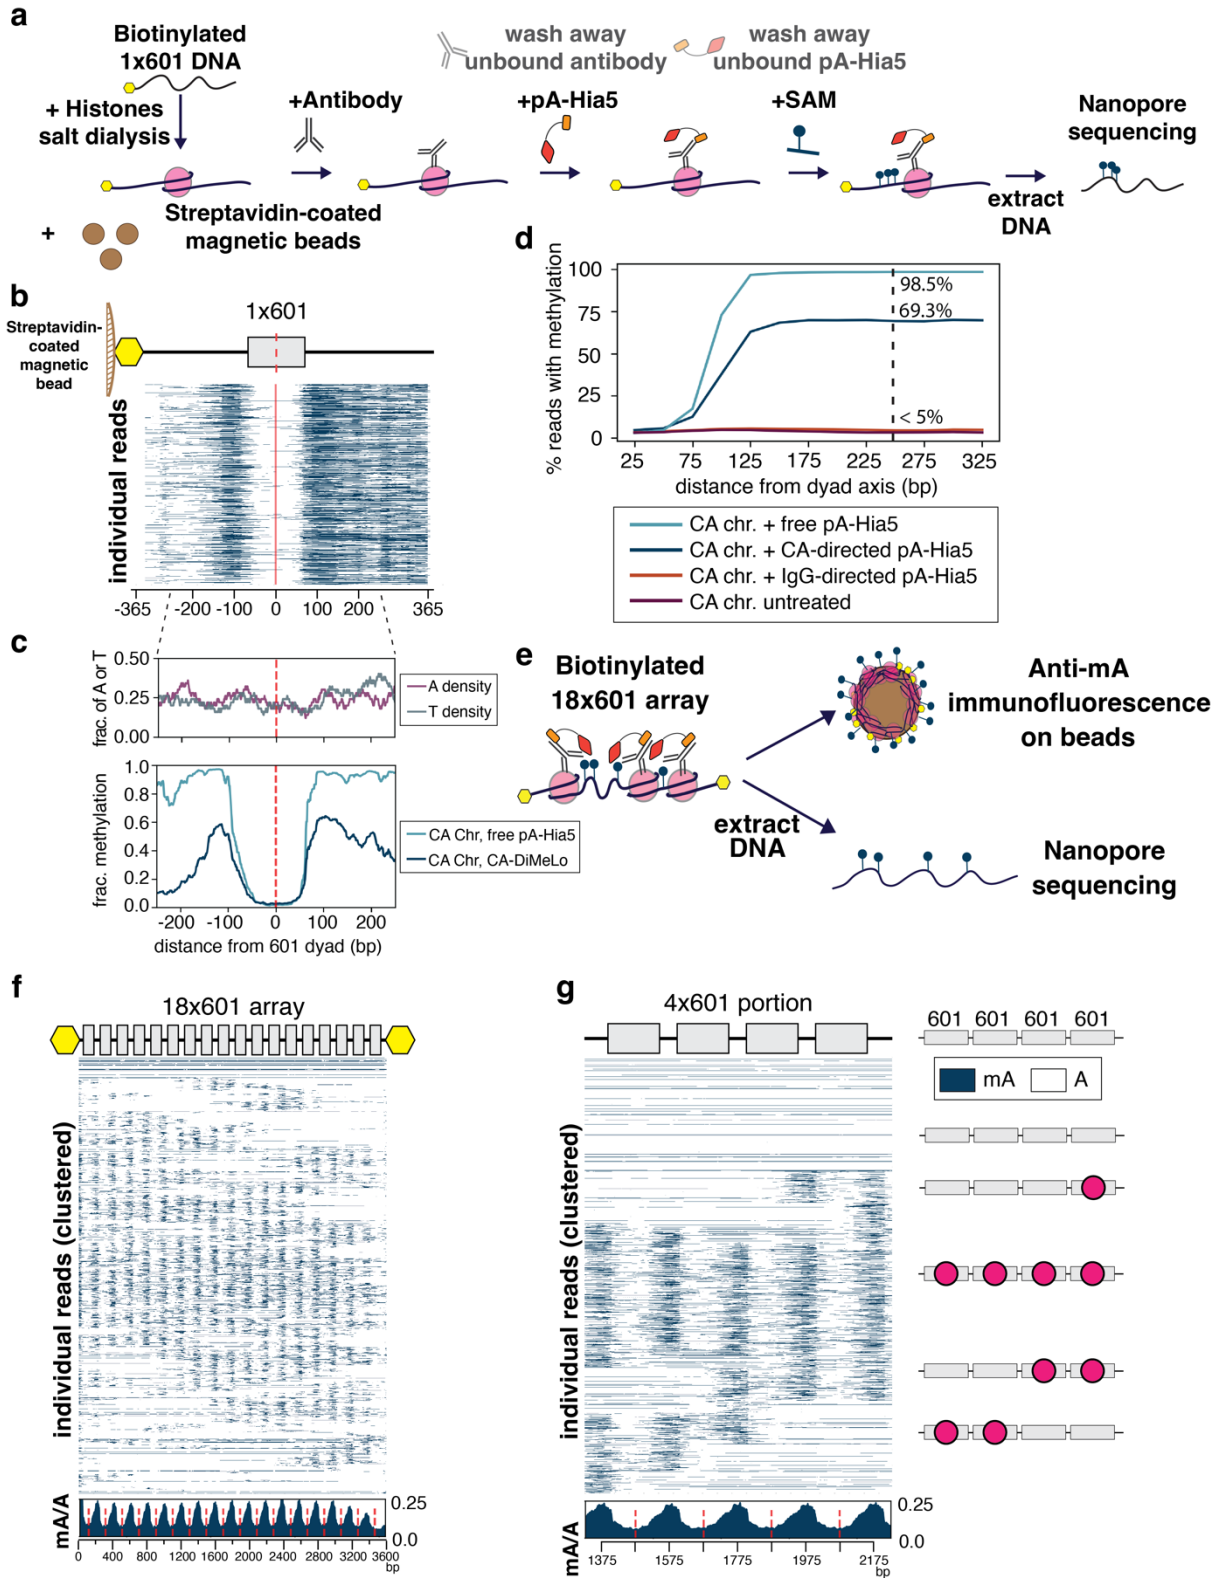 a
Biotinylated
1x601 DNA
+ Histones
salt dialysis
+Antibody
wash away
unbound antibody
+pA-Hia5
wash away
unbound pA-Hia5
+SAM
Nanopore
sequencing
extract
DNA
+
Streptavidin-coated
magnetic beads
b
1x601
Streptavidin-
coated
magnetic
bead
individual reads
-365
-200
-100
0
100
200
365
c
frac. of A or T
0.50
0.25
0.00
A density
T density
frac. methylation
1.0
0.8
0.6
0.4
0.2
0.0
CA Chr, free pA-Hia5
CA Chr, CA-DiMeLo
-200
-100
0
100
200
distance from 601 dyad (bp)
d
% reads with methylation
100
75
50
25
0
98.5%
69.3%
< 5%
25
75
125
175
225
275
325
distance from dyad axis (bp)
CA chr. + free pA-Hia5
CA chr. + CA-directed pA-Hia5
CA chr. + IgG-directed pA-Hia5
CA chr. untreated
e
Biotinylated
18x601 array
Anti-mA
immunofluorescence
on beads
extract
DNA
Nanopore
sequencing
f
18x601 array
individual reads (clustered)
mA/A
0.25
0.0
0
400
800
1200
1600
2000
2400
2800
3200
3600
bp
g
4x601 portion
individual reads (clustered)
mA/A
0.25
0.0
1375
1575
1775
1975
2175
bp
601 601 601 601
mA
A